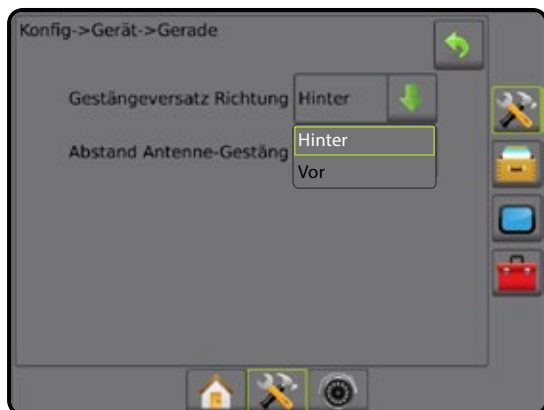 Konfig->Gerät->Gerade
Gestängeversatz Richtung Hinter
Abstand Antenne-Gestäng
Hinter
Vor